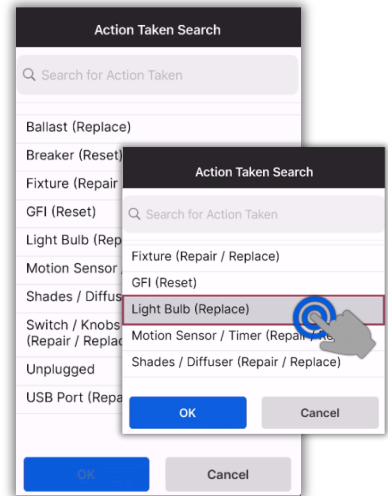 Action Taken Search
Search for Action Taken
Ballast (Replace)
Breaker (Reset)
Fixture (Repair
GFI (Reset)
Light Bulb (Rep
Motion Sensor
Shades / Diffus
Switch / Knobs
(Repair / Replac
Unplugged
USB Port (Repa
OK
Cancel
Action Taken Search
Search for Action Taken
Fixture (Repair / Replace)
GFI (Reset)
Light Bulb (Replace)
Motion Sensor / Timer (Repair / Re
Shades / Diffuser (Repair / Replace)
OK
Cancel